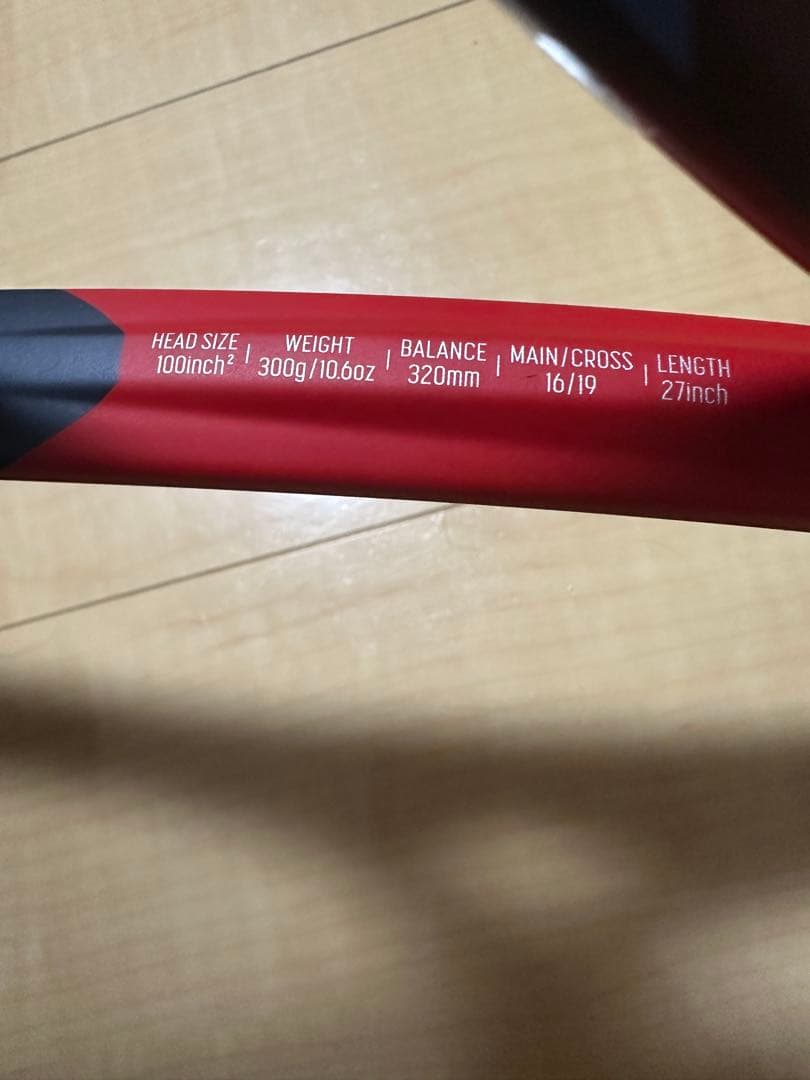 HEAD SIZE | WEIGHT | BALANCE | MAIN/CROSS | LENGTH
100inch² | 300g/10.6oz | 320mm | 16/19 | 27inch